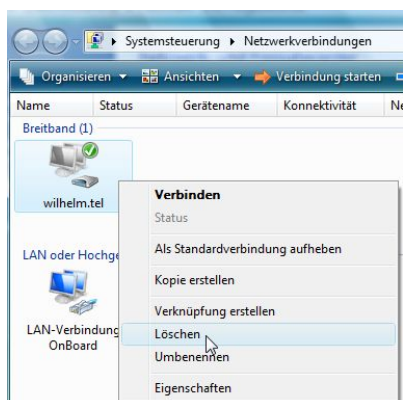 Systemsteuerung Netzwerkverbindungen
Organisieren Ansichten Verbindung starten
Name Status Gerätename Konnektivität
Breitband (1)
wilhelm.tel
Verbinden
Status
Als Standardverbindung aufheben
Kopie erstellen
Verknüpfung erstellen
Löschen
Umbenennen
Eigenschaften
LAN oder Hochge
LAN-Verbindung
OnBoard